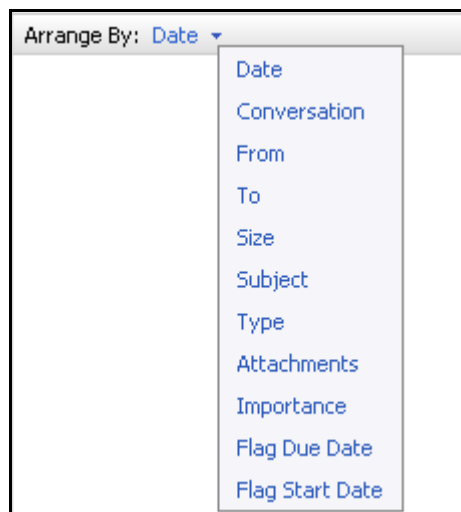 Arrange By: Date
Date
Conversation
From
To
Size
Subject
Type
Attachments
Importance
Flag Due Date
Flag Start Date